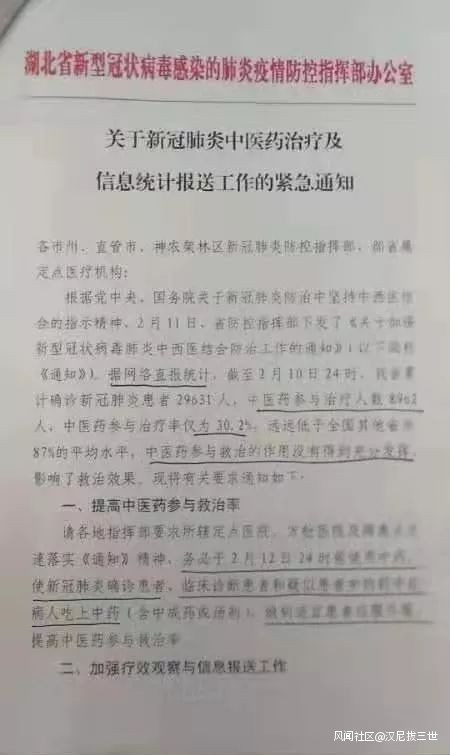 湖北省新型冠状病毒感染的肺炎疫情防控指挥部办公室
关于新冠肺炎中医药治疗及
信息统计报送工作的紧急通知
各市州、直管市、神农架林区新冠肺炎防控指挥部，部省属
定点医疗机构：
根据党中央、国务院关于新冠肺炎防治中坚持中西医结
合的指示精神，2月11日，省防控指挥部下发了《关于加强
新型冠状病毒肺炎中西医结合防治工作的通知》（以下简称
《通知》）。据网络直报统计，截至2月10日24时，我省累
计确诊新冠肺炎患者29631人，中医药参与治疗人数8962
人，中医药参与治疗率仅为30.2%，远远低于全国其他省市
87%的平均水平，中医药参与救治的作用没有得到充分发挥，
影响了救治效果。现将有关要求通知如下：
一、提高中医药参与救治率
请各地指挥部要求所辖定点医院、方舱医院及隔离点
速落实《通知》精神，务必于2月12日24时前
使新冠肺炎确诊患者、临床诊断患者和疑似患者
病人吃上中药（含中成药或汤剂），做到
提高中医药参与救治率
二、加强疗效观察与信息报送工作
风闻社区@汉尼拔三世